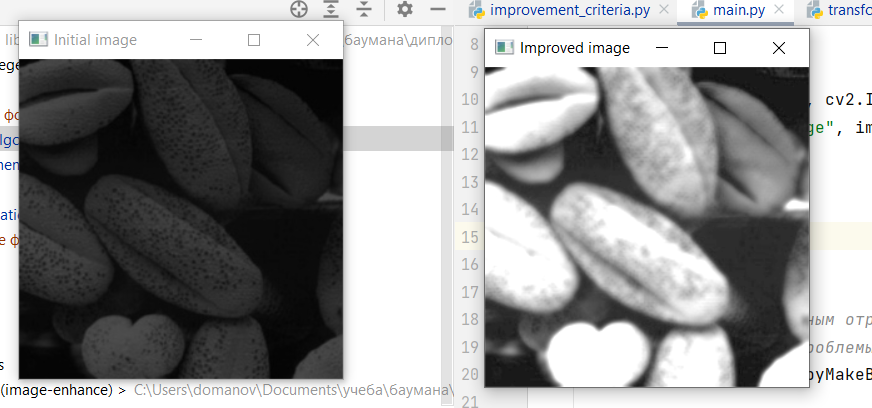 improvement_criteria.py main.py transfo
Initial image
Improved image
баумана\дипло
8
9
10 , cv2.I
11 ge", im
12
13
14
15
16
17
18 ным отр
19 роблемы
20 pyMakeB
21
(image-enhance) > C:\Users\domanov\Documents\учеба\баумана\